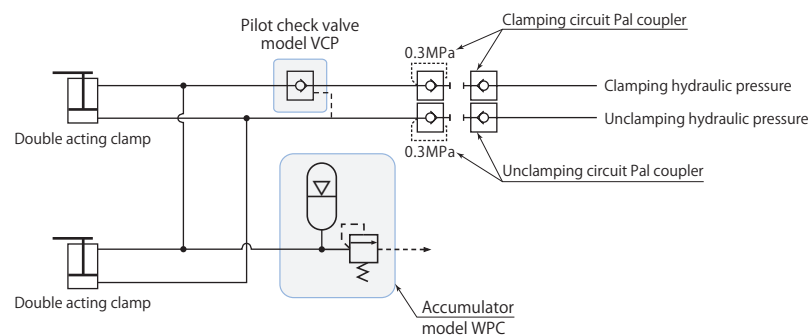 Pilot check valve
model VCP
Clamping circuit Pal coupler
0.3MPa
Clamping hydraulic pressure
Unclamping hydraulic pressure
Double acting clamp
0.3MPa
Unclamping circuit Pal coupler
Double acting clamp
Accumulator
model WPC